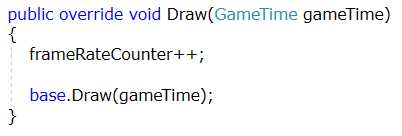 public override void Draw(GameTime gameTime)
{
    frameRateCounter++;

    base.Draw(gameTime);
}